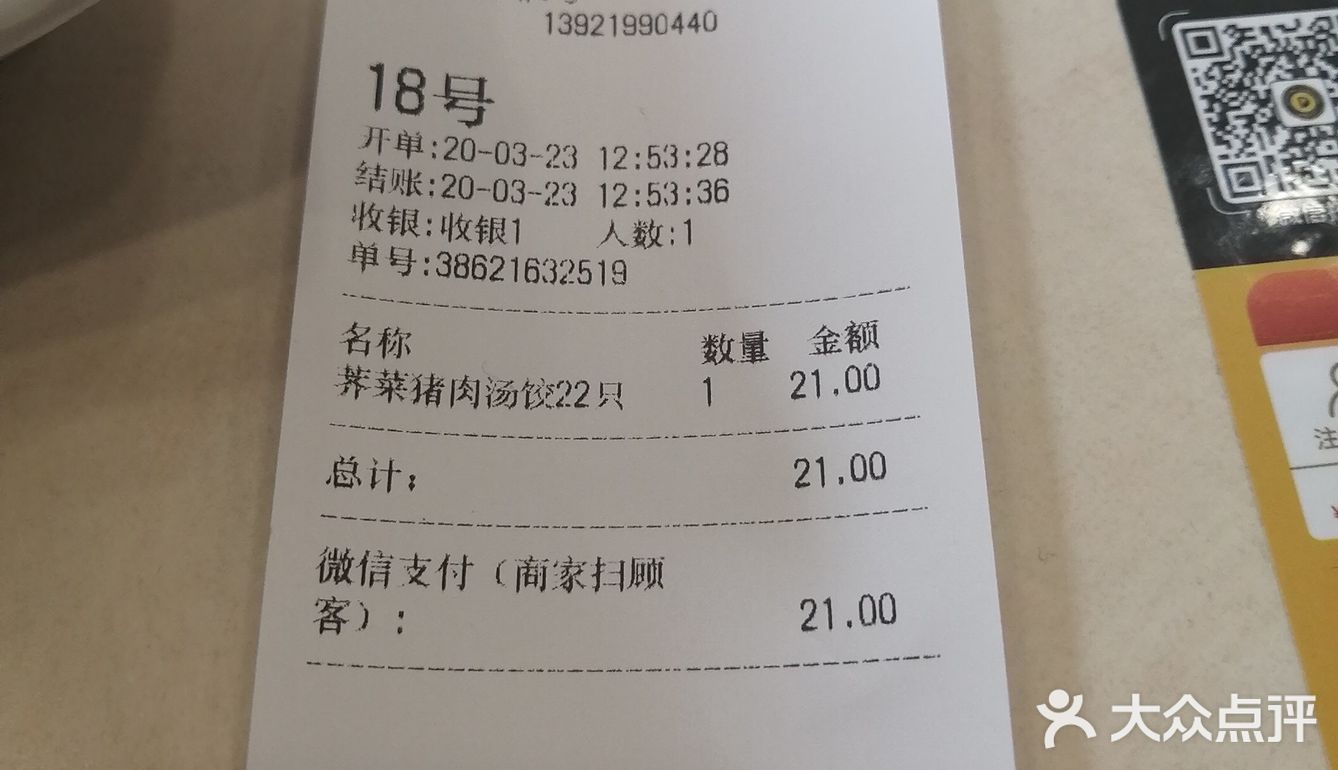 13921990440
18号
开单:20-03-23 12:53:28
结账:20-03-23 12:53:36
收银:收银1 人数:1
单号:38621632519
名称 数量 金额
荠菜猪肉汤饺22只 1 21.00
总计: 21.00
微信支付(商家扫顾
客): 21.00
注
大众点评